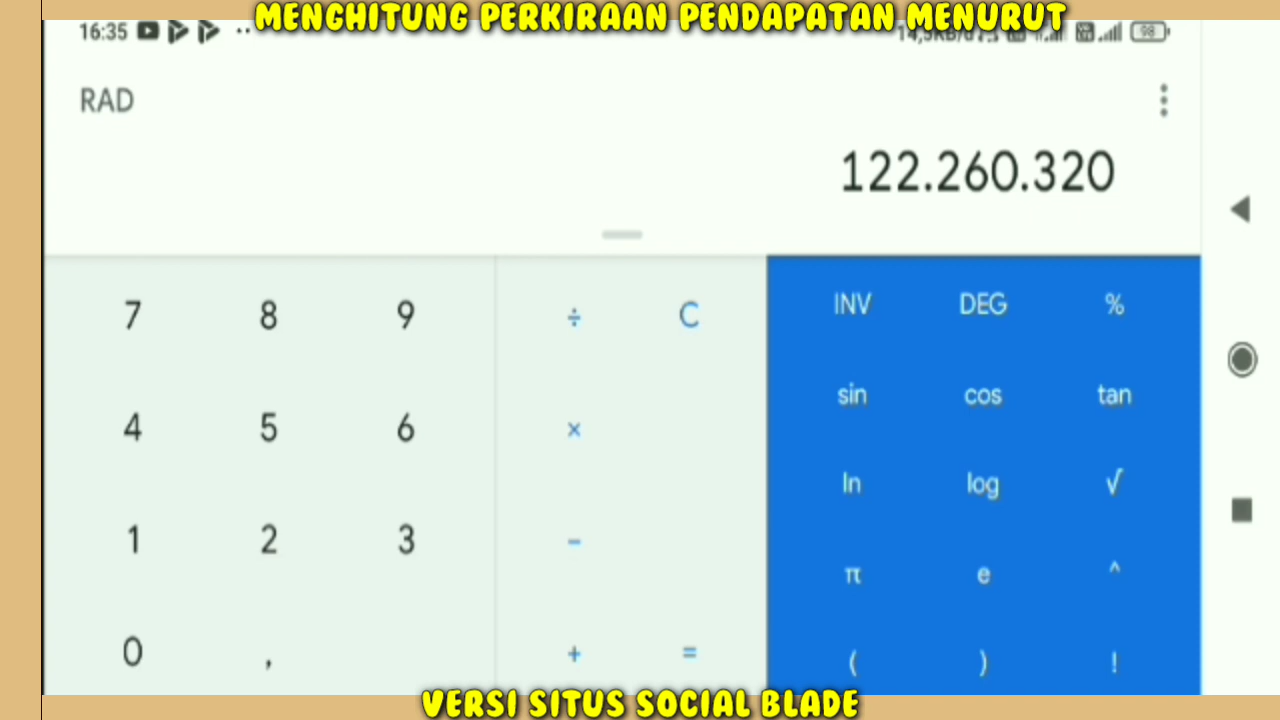 MENGHITUNG PERKIRAAN PENDAPATAN MENURUT
16:35
98
RAD
122.260.320
7 8 9 ÷ C INV DEG %
4 5 6 × sin cos tan
ln log √
1 2 3 − π e ^
0 , + = ( ) !
VERSI SITUS SOCIAL BLADE